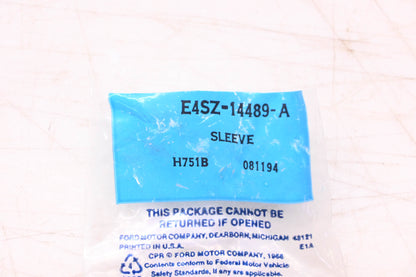 E4SZ-14489-A
SLEEVE
H751B 081194
THIS PACKAGE CANNOT BE
RETURNED IF OPENED
FORD MOTOR COMPANY, DEARBORN, MICHIGAN 48121
PRINTED IN U.S.A. E1A
CPR © FORD MOTOR COMPANY, 1968
Contents conform to Federal Motor Vehicle
Safety Standards, if any are applicable.